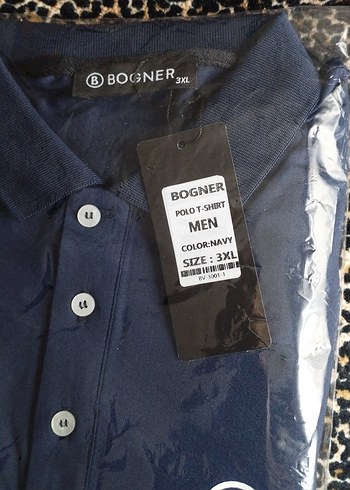 B BOGNER 3XL
BOGNER
POLO T-SHIRT
MEN
COLOR:NAVY
SIZE : 3XL